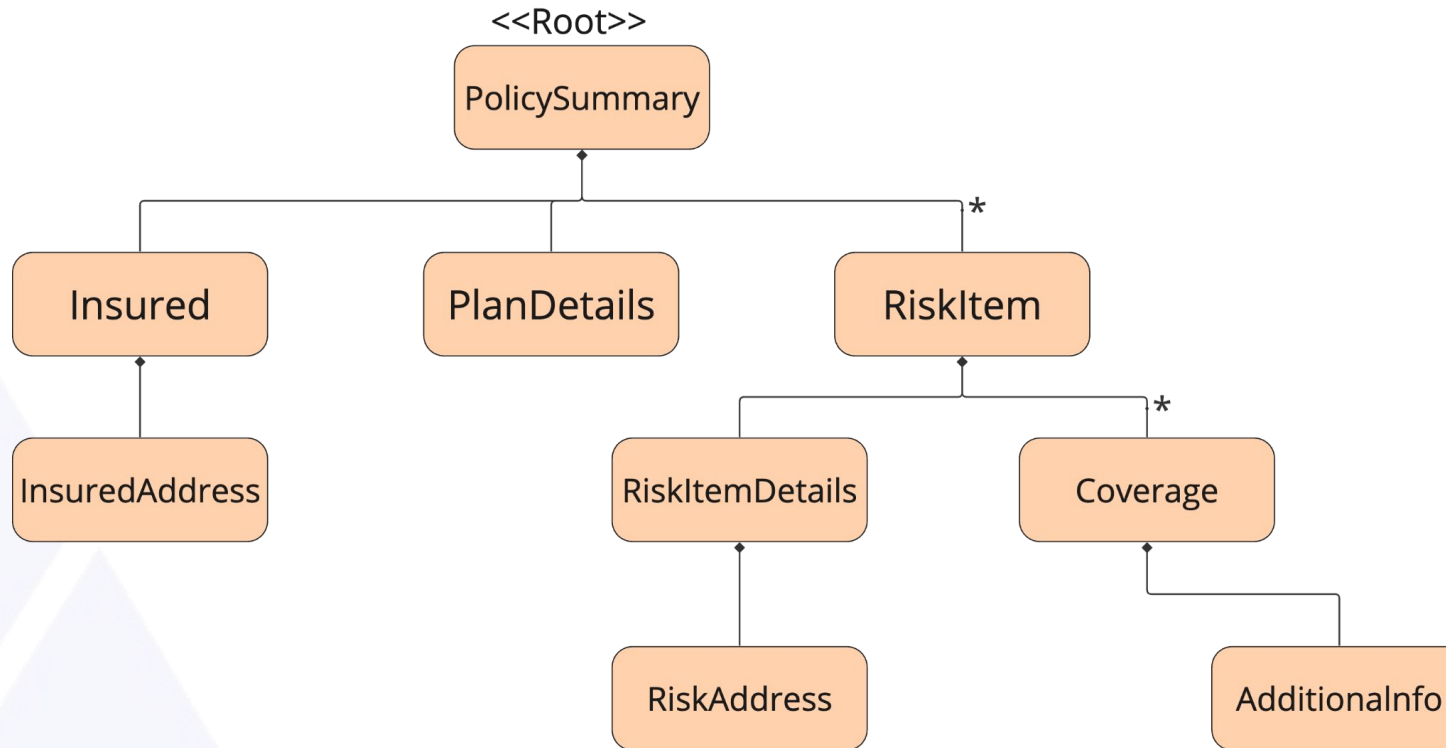 <<Root>>
PolicySummary
*
Insured
PlanDetails
RiskItem
*
InsuredAddress
RiskItemDetails
Coverage
RiskAddress
AdditionalInfo